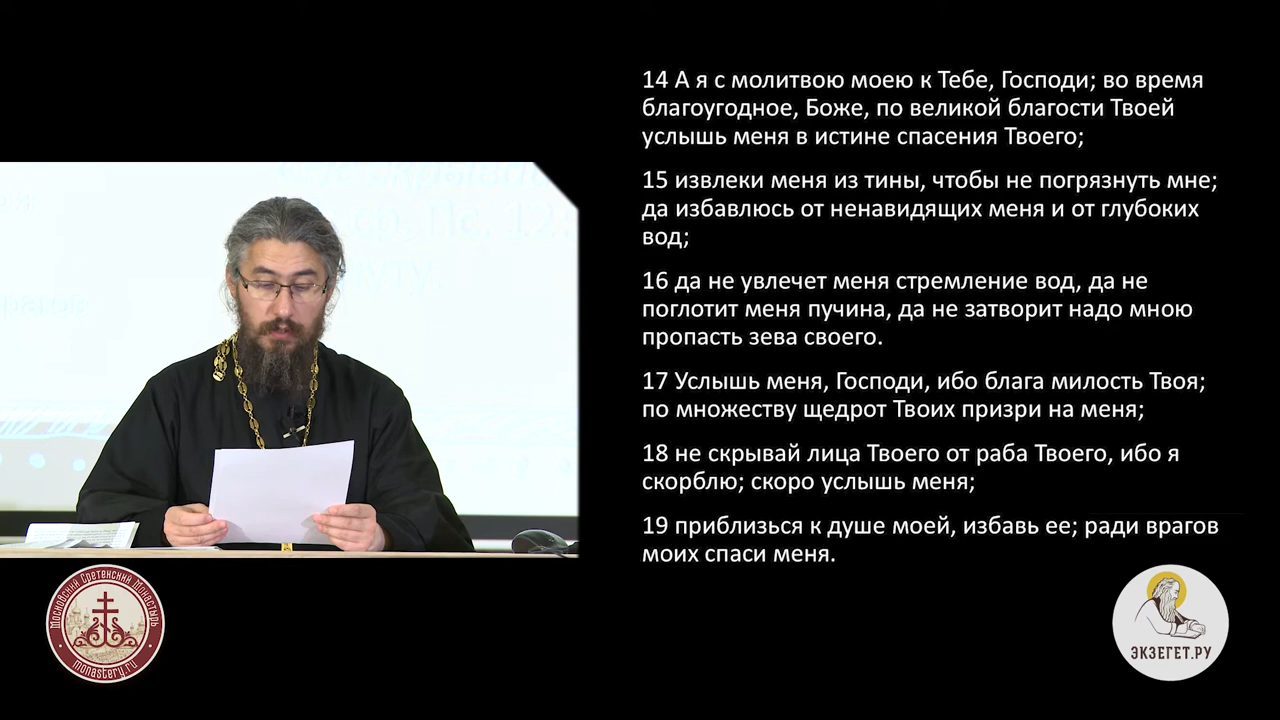 14 А я с молитвою моею к Тебе, Господи; во время
благоугодное, Боже, по великой благости Твоей
услышь меня в истине спасения Твоего;
15 извлеки меня из тины, чтобы не погрязнуть мне;
да избавлюсь от ненавидящих меня и от глубоких
вод;
16 да не увлечет меня стремление вод, да не
поглотит меня пучина, да не затворит надо мною
пропасть зева своего.
17 Услышь меня, Господи, ибо блага милость Твоя;
по множеству щедрот Твоих призри на меня;
18 не скрывай лица Твоего от раба Твоего, ибо я
скорблю; скоро услышь меня;
19 приблизься к душе моей, избавь ее; ради врагов
моих спаси меня.
Московский Сретенский Монастырь
monastery.ru
ЭКЗЕГЕТ.РУ